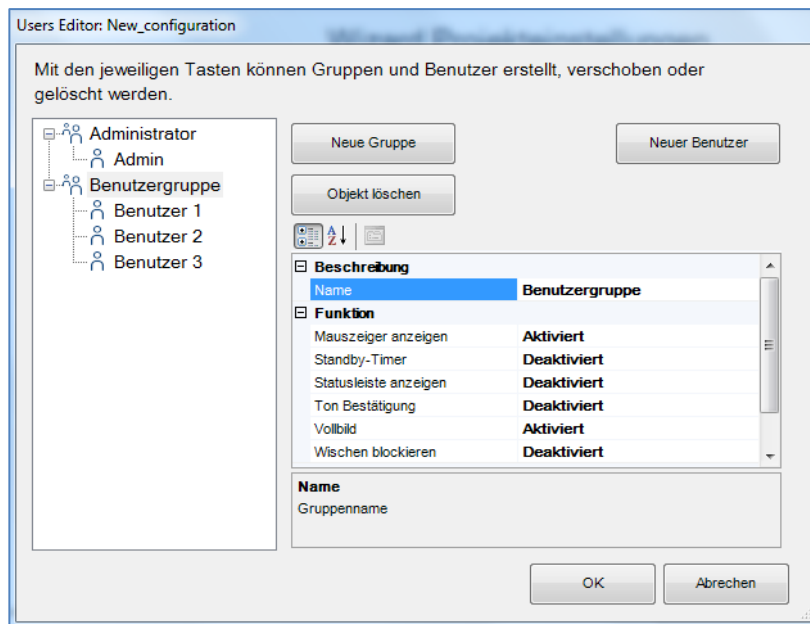 Users Editor: New_configuration
Wizard Projekteinstellungen
Mit den jeweiligen Tasten können Gruppen und Benutzer erstellt, verschoben oder
gelöscht werden.
Administrator
Admin
Benutzergruppe
Benutzer 1
Benutzer 2
Benutzer 3
Neue Gruppe
Neuer Benutzer
Objekt löschen
Beschreibung
Name Benutzergruppe
Funktion
Mauszeiger anzeigen Aktiviert
Standby-Timer Deaktiviert
Statusleiste anzeigen Deaktiviert
Ton Bestätigung Deaktiviert
Vollbild Aktiviert
Wischen blockieren Deaktiviert
Name
Gruppenname
OK
Abrechen